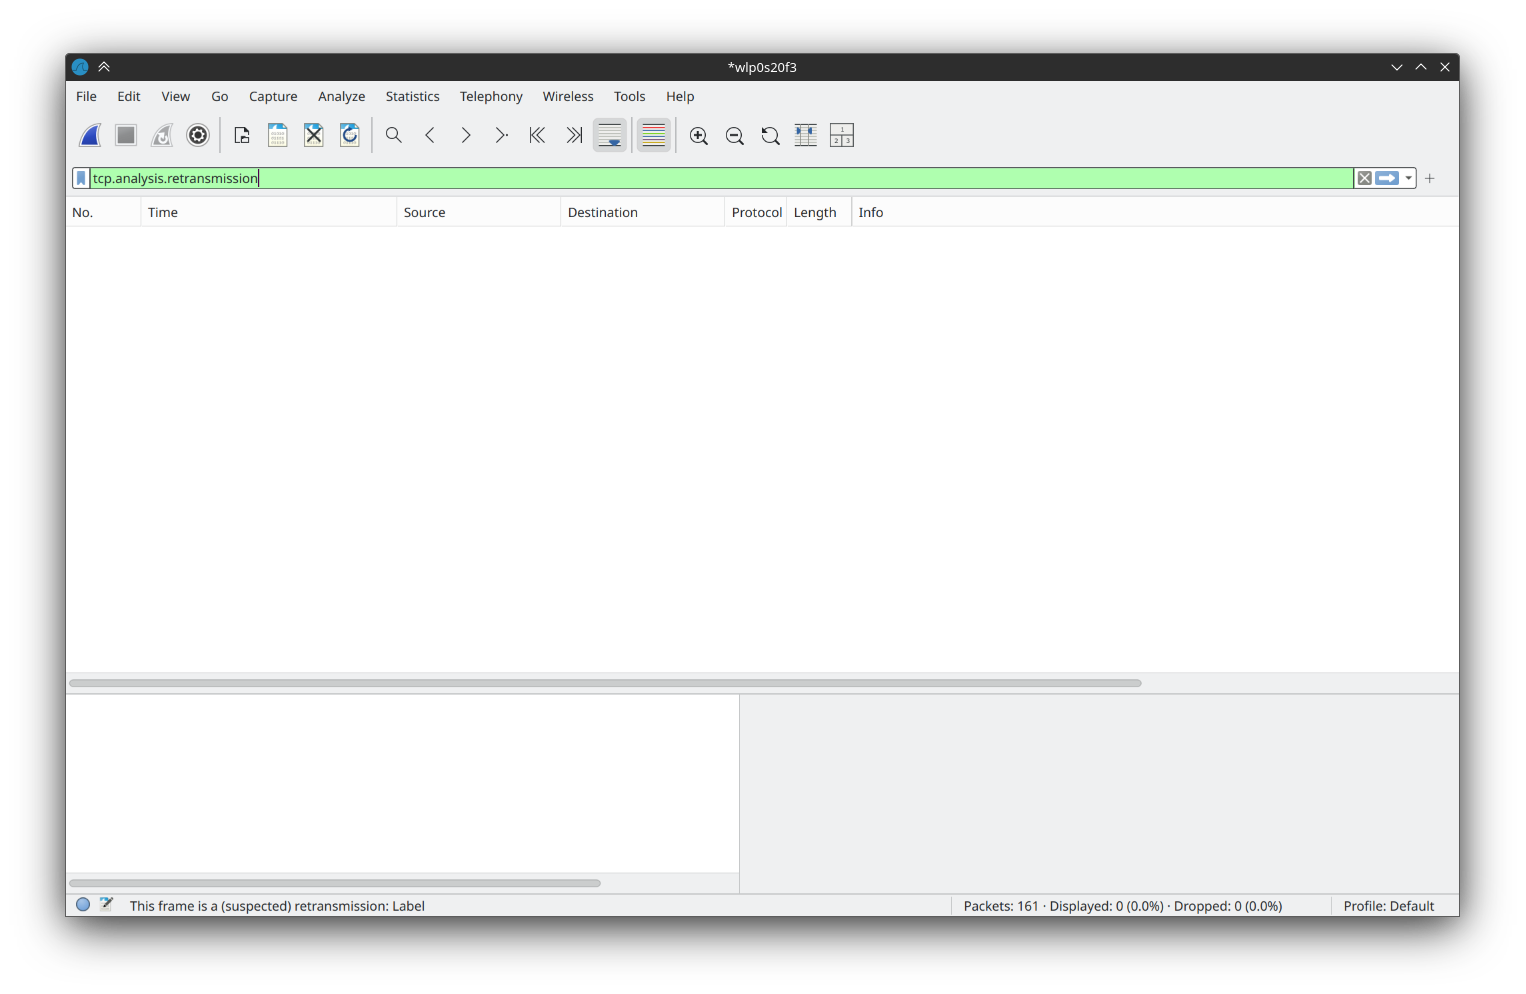 *wlp0s20f3
File Edit View Go Capture Analyze Statistics Telephony Wireless Tools Help
tcp.analysis.retransmission
No. Time Source Destination Protocol Length Info
This frame is a (suspected) retransmission: Label Packets: 161 · Displayed: 0 (0.0%) · Dropped: 0 (0.0%) Profile: Default